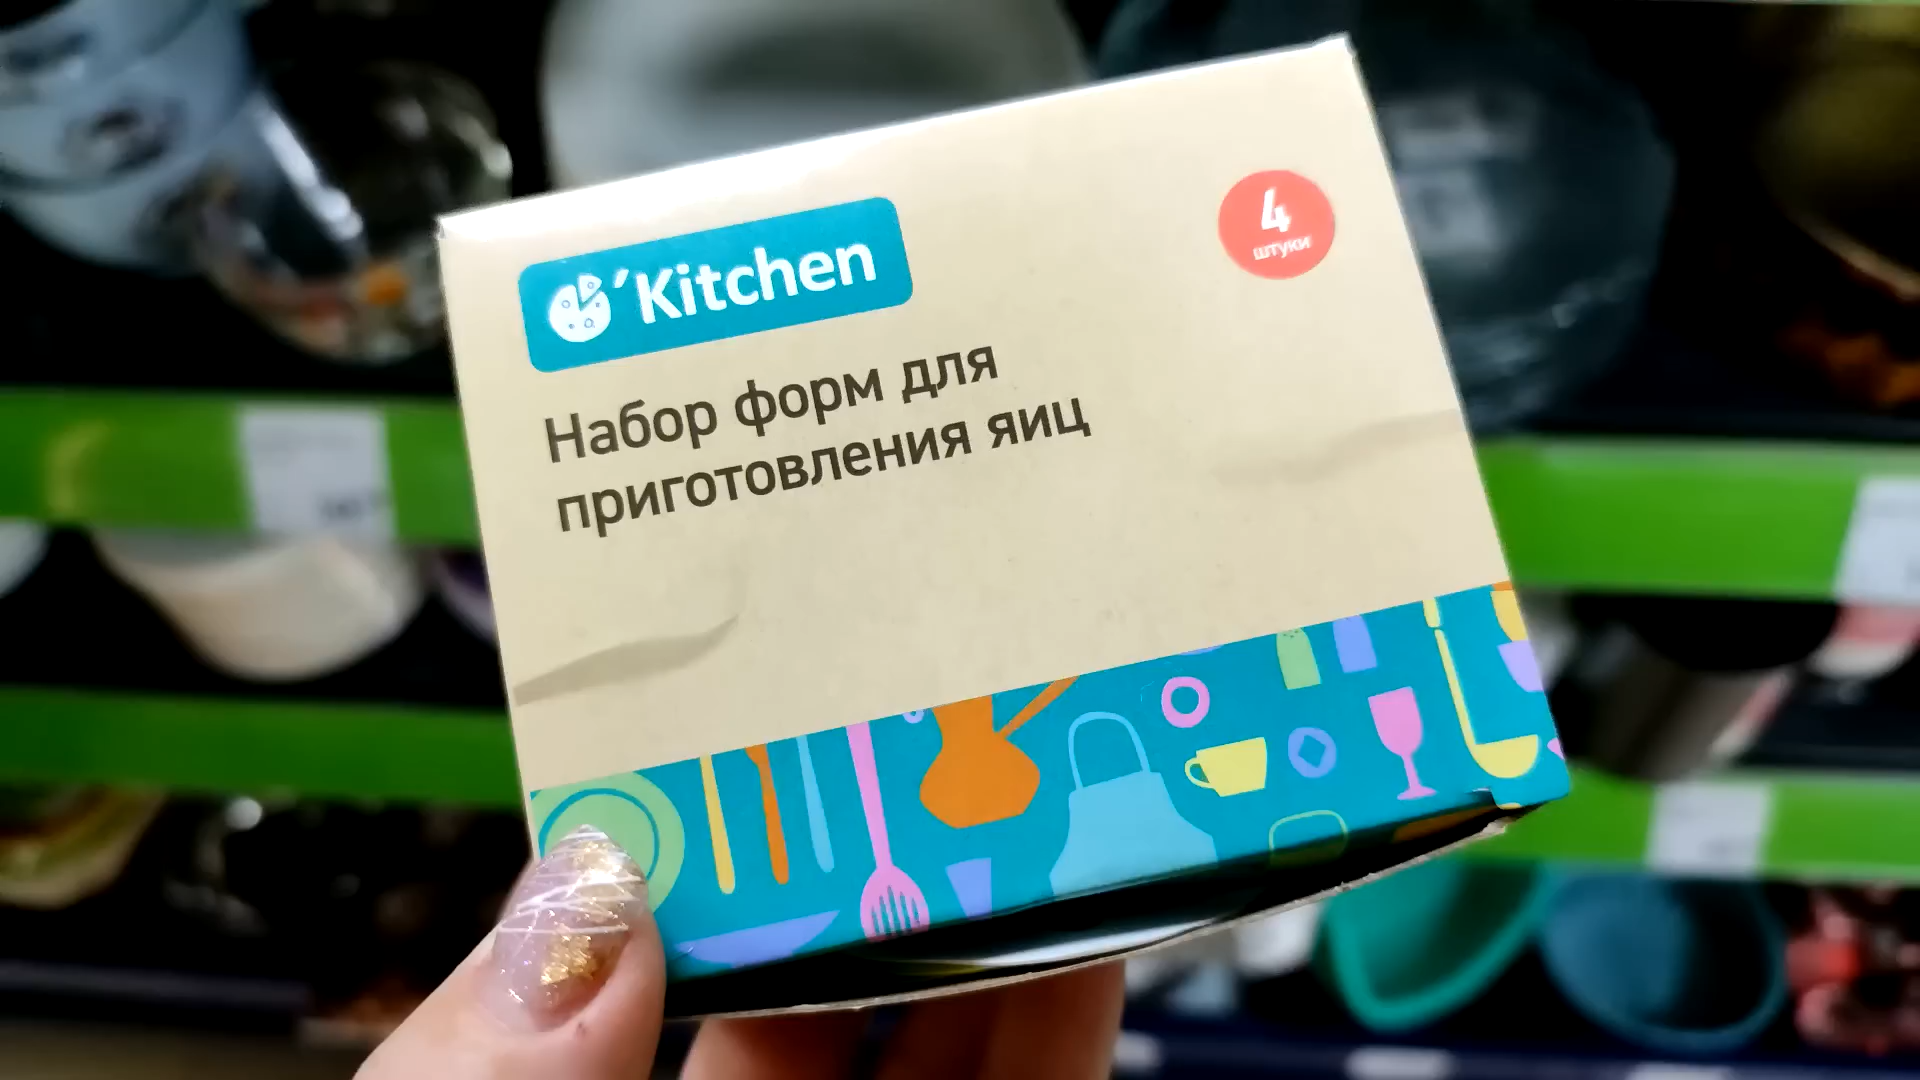 'Kitchen
4
штуки
Набор форм для
приготовления яиц